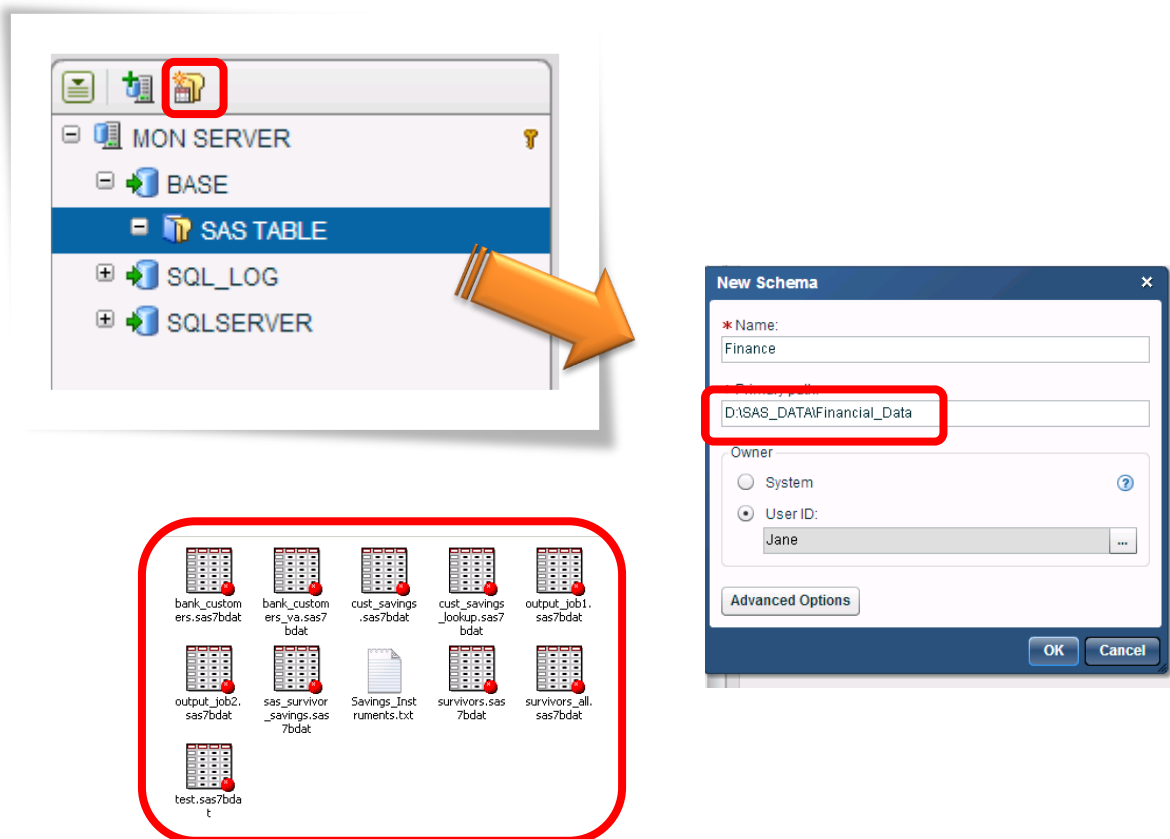 MON SERVER
BASE
SAS TABLE
SQL_LOG
SQLSERVER
New Schema
* Name:
Finance
* Primary path:
D:\SAS_DATA\Financial_Data
Owner
System
User ID:
Jane
...
Advanced Options
OK
Cancel
bank_custom
ers.sas7bdat
bank_custom
ers_va.sas7
bdat
cust_savings
.sas7bdat
cust_savings
_lookup.sas7
bdat
output_job1.
sas7bdat
output_job2.
sas7bdat
sas_survivor
_savings.sas
7bdat
Savings_Inst
ruments.txt
survivors.sas
7bdat
survivors_all.
sas7bdat
test.sas7bda
t